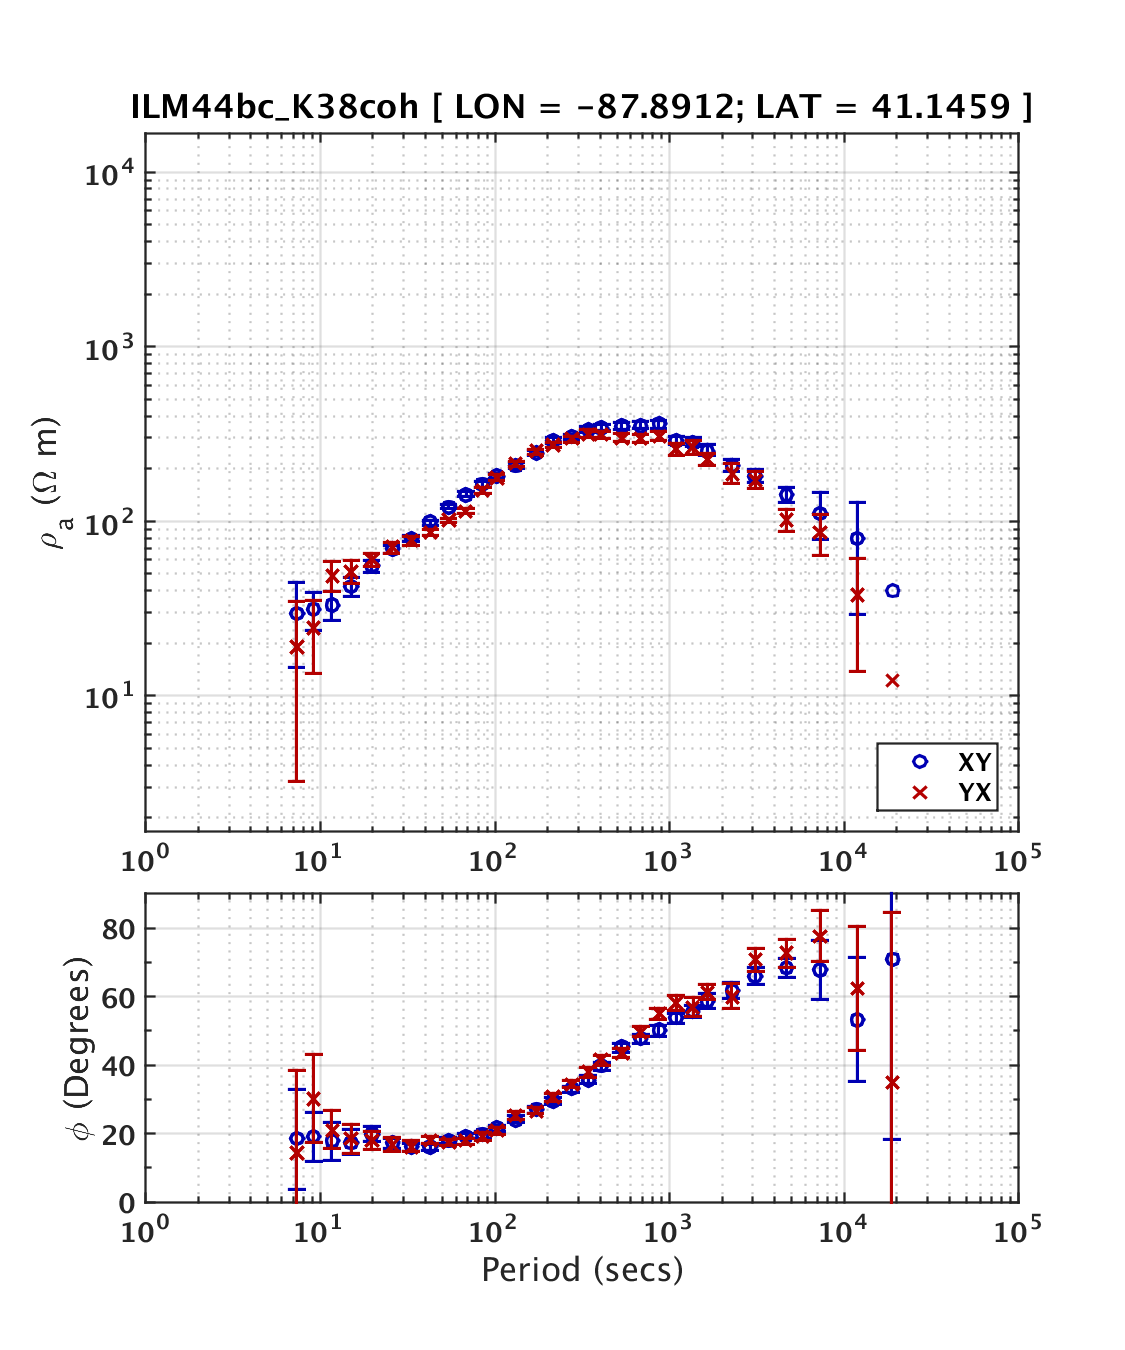 ILM44bc_K38coh [ LON = -87.8912; LAT = 41.1459 ]
10^4
10^3
10^2
10^1
ρ_a (Ω m)
XY
YX
10^0 10^1 10^2 10^3 10^4 10^5
80
60
40
20
0
ϕ (Degrees)
10^0 10^1 10^2 10^3 10^4 10^5
Period (secs)